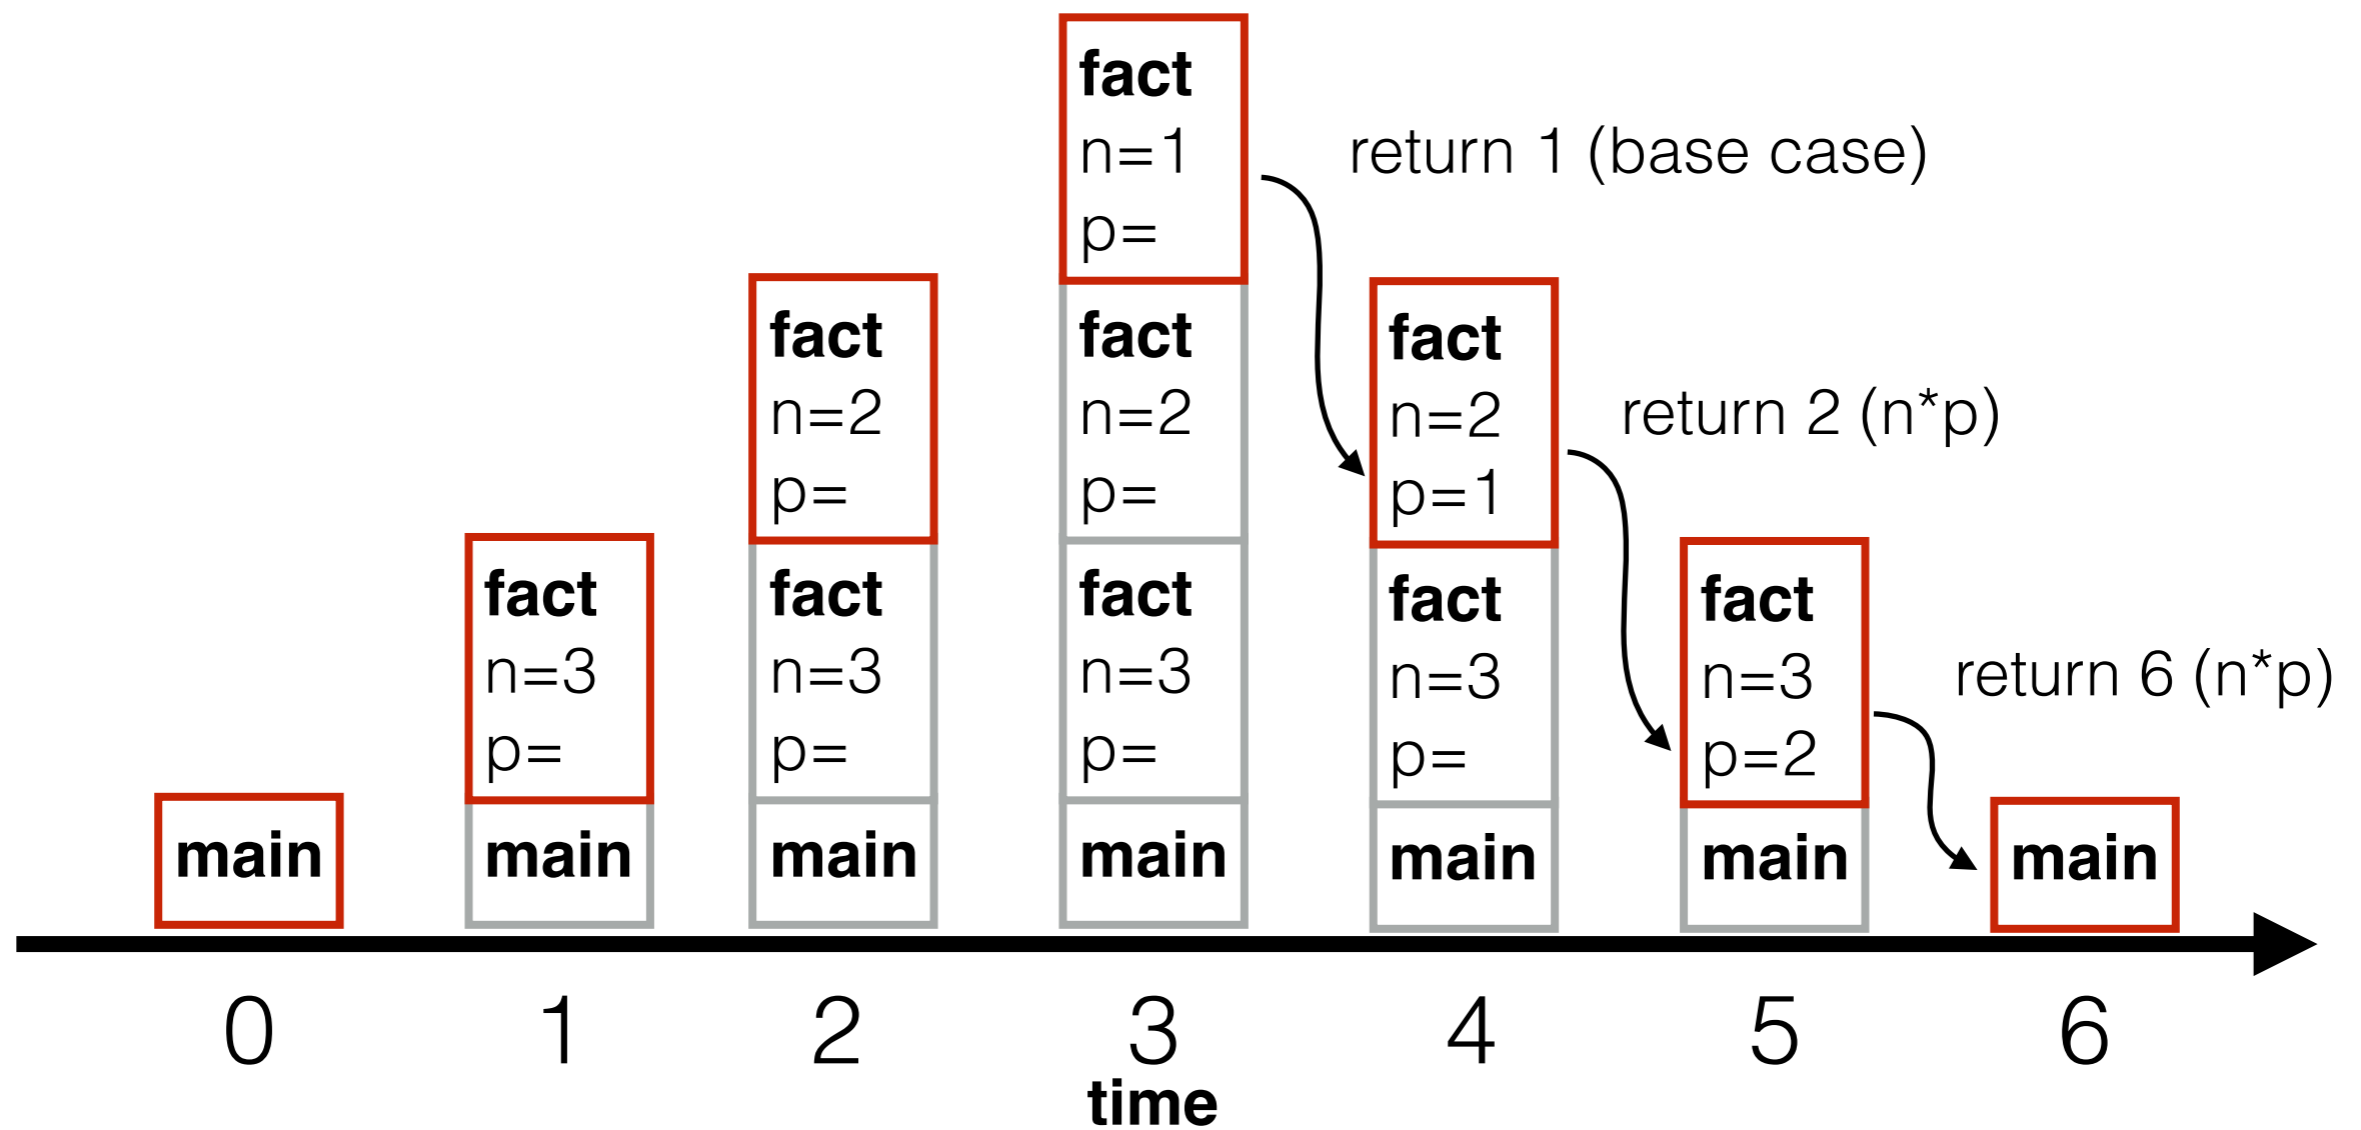 main
fact
n=3
p=
main
fact
n=2
p=
fact
n=3
p=
main
fact
n=1
p=
fact
n=2
p=
fact
n=3
p=
main
return 1 (base case)
fact
n=2
p=1
fact
n=3
p=
main
return 2 (n*p)
fact
n=3
p=2
main
return 6 (n*p)
main
0 1 2 3 4 5 6
time